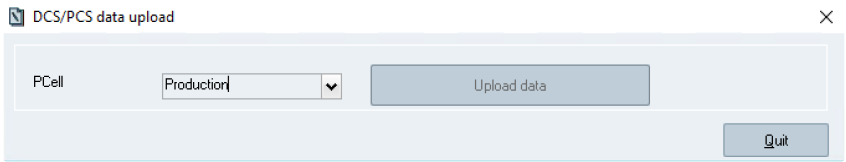 DCS/PCS data upload
PCell
Production
Upload data
Quit